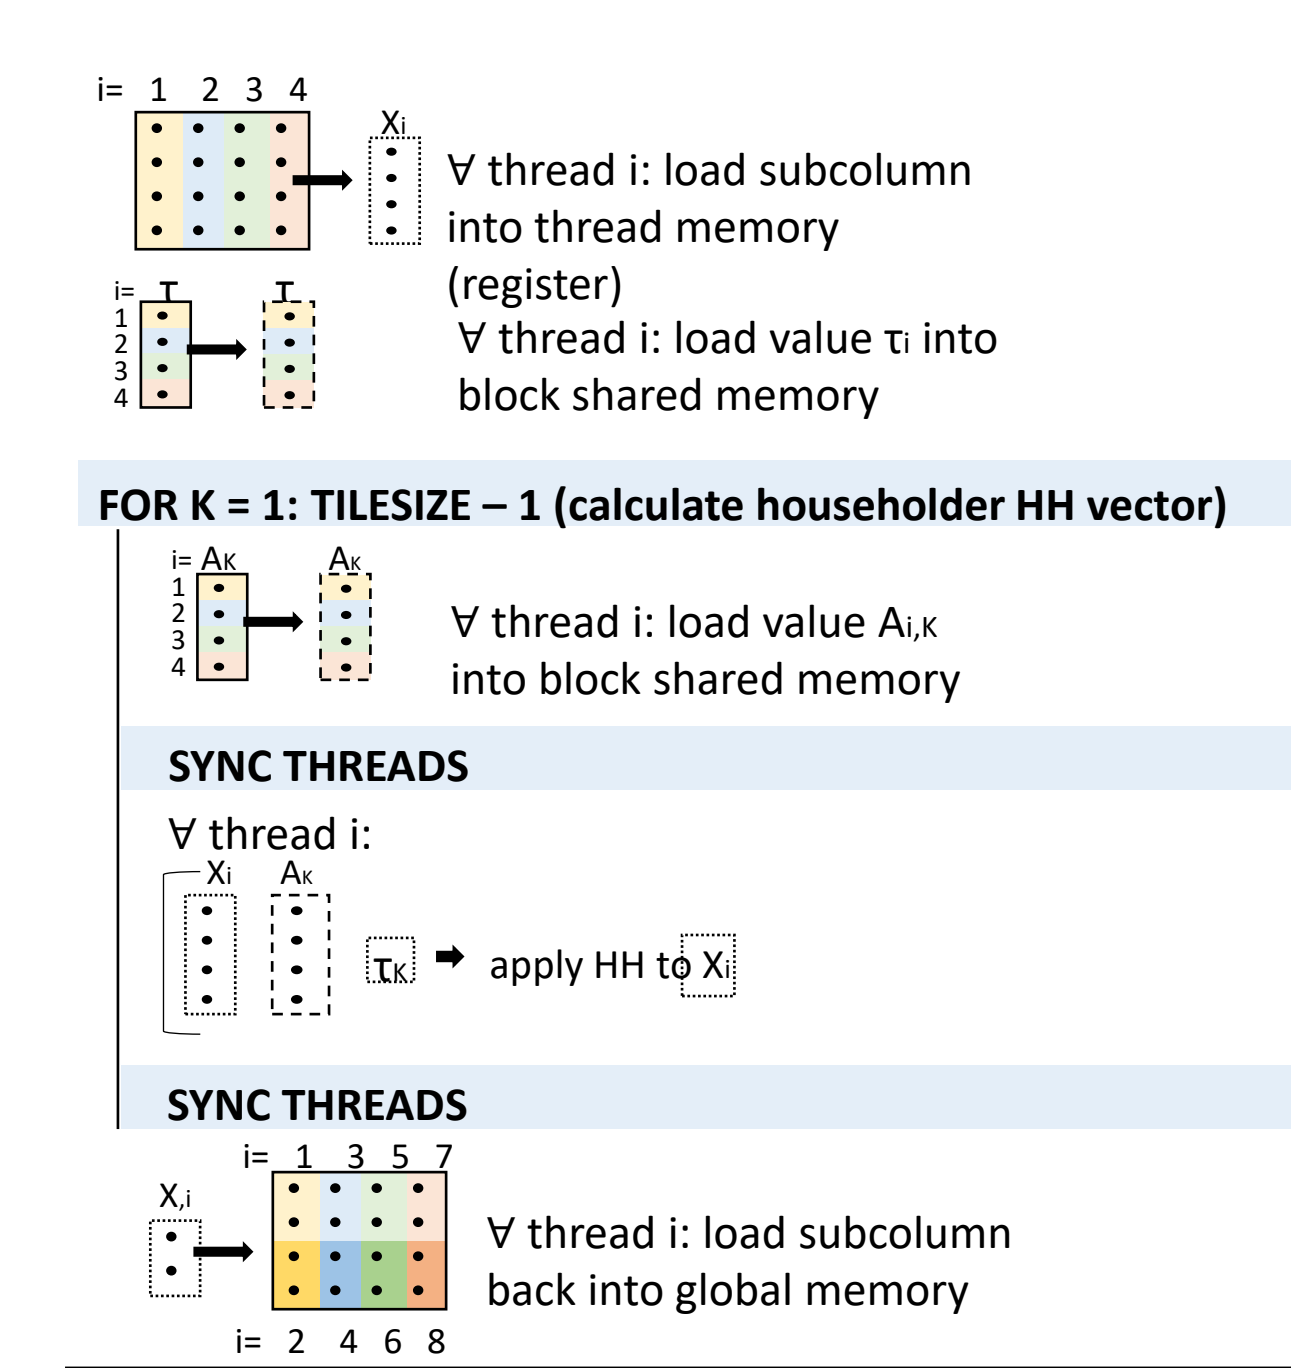 i= 1 2 3 4
Xi
∀ thread i: load subcolumn
into thread memory
(register)
i= τ τ
1
2
3
4
∀ thread i: load value τi into
block shared memory
FOR K = 1: TILESIZE – 1 (calculate householder HH vector)
i= AK AK
1
2
3
4
∀ thread i: load value Ai,K
into block shared memory
SYNC THREADS
∀ thread i:
Xi AK
τK apply HH to Xi
SYNC THREADS
i= 1 3 5 7
X,i
∀ thread i: load subcolumn
back into global memory
i= 2 4 6 8